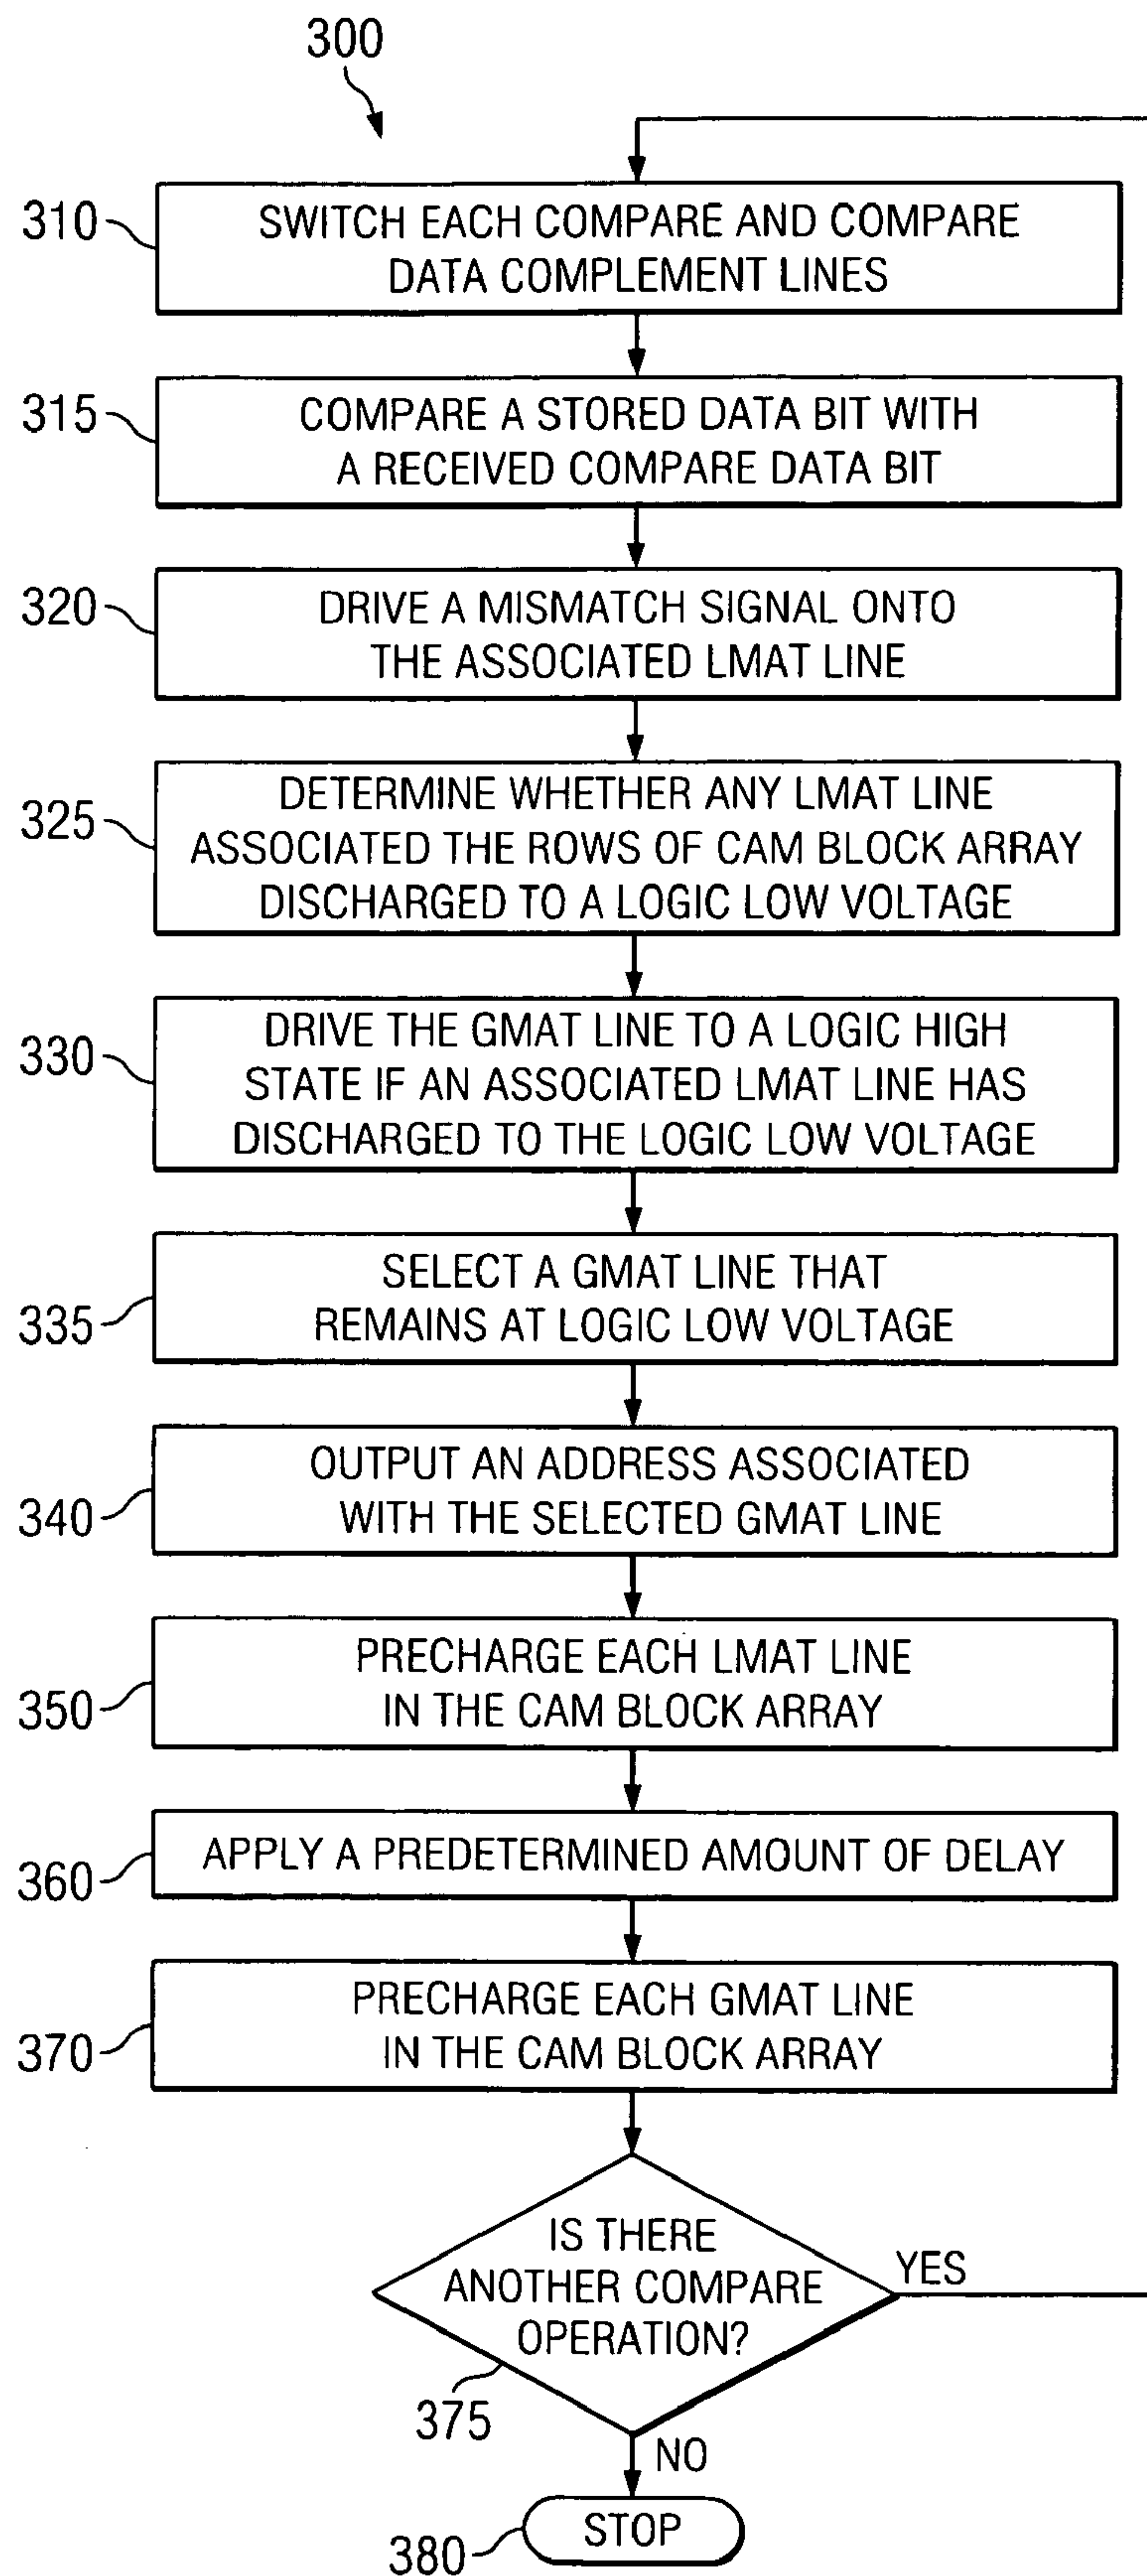 300
310
SWITCH EACH COMPARE AND COMPARE
DATA COMPLEMENT LINES
315
COMPARE A STORED DATA BIT WITH
A RECEIVED COMPARE DATA BIT
320
DRIVE A MISMATCH SIGNAL ONTO
THE ASSOCIATED LMAT LINE
325
DETERMINE WHETHER ANY LMAT LINE
ASSOCIATED THE ROWS OF CAM BLOCK ARRAY
DISCHARGED TO A LOGIC LOW VOLTAGE
330
DRIVE THE GMAT LINE TO A LOGIC HIGH
STATE IF AN ASSOCIATED LMAT LINE HAS
DISCHARGED TO THE LOGIC LOW VOLTAGE
335
SELECT A GMAT LINE THAT
REMAINS AT LOGIC LOW VOLTAGE
340
OUTPUT AN ADDRESS ASSOCIATED
WITH THE SELECTED GMAT LINE
350
PRECHARGE EACH LMAT LINE
IN THE CAM BLOCK ARRAY
360
APPLY A PREDETERMINED AMOUNT OF DELAY
370
PRECHARGE EACH GMAT LINE
IN THE CAM BLOCK ARRAY
IS THERE
ANOTHER COMPARE
OPERATION?
YES
375
NO
STOP
380